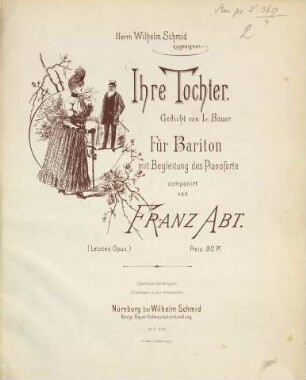 Herrn Wilhelm Schmid
zugeeignet.
2
Ihre Tochter.
Gedicht von L. Bauer.
Für Bariton
mit Begleitung des Pianoforte
componirt
von
FRANZ ABT.
(Letztes Opus.)
Preis: 80 Pf.
Nürnberg bei Wilhelm Schmid